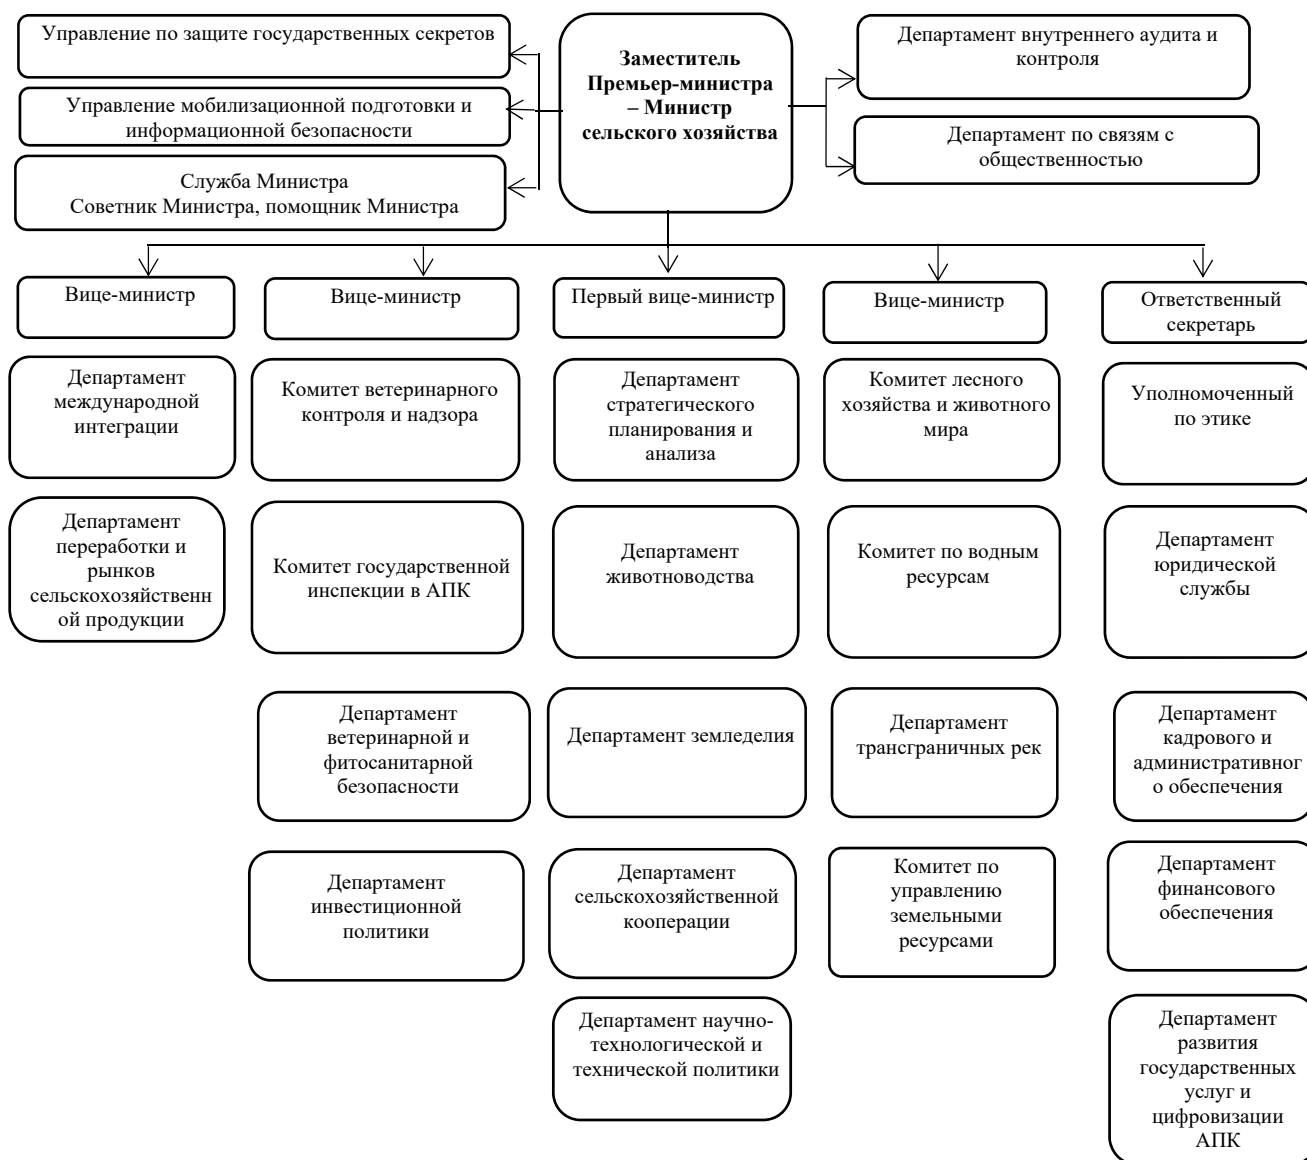 Управление по защите государственных секретов
Управление мобилизационной подготовки и
информационной безопасности
Служба Министра
Советник Министра, помощник Министра
Заместитель
Премьер-министра
– Министр
сельского хозяйства
Департамент внутреннего аудита и
контроля
Департамент по связям с
общественностью
Вице-министр
Вице-министр
Первый вице-министр
Вице-министр
Ответственный
секретарь
Департамент
международной
интеграции
Комитет ветеринарного
контроля и надзора
Департамент
стратегического
планирования и
анализа
Комитет лесного
хозяйства и животного
мира
Уполномоченный
по этике
Департамент
переработки и
рынков
сельскохозяйственн
ой продукции
Комитет государственной
инспекции в АПК
Департамент
животноводства
Комитет по водным
ресурсам
Департамент
юридической
службы
Департамент
ветеринарной и
фитосанитарной
безопасности
Департамент земледелия
Департамент
трансграничных рек
Департамент
кадрового и
административног
о обеспечения
Департамент
инвестиционной
политики
Департамент
сельскохозяйственной
кооперации
Комитет по
управлению
земельными
ресурсами
Департамент
финансового
обеспечения
Департамент научно-
технологической и
технической политики
Департамент
развития
государственных
услуг и
цифровизации
АПК